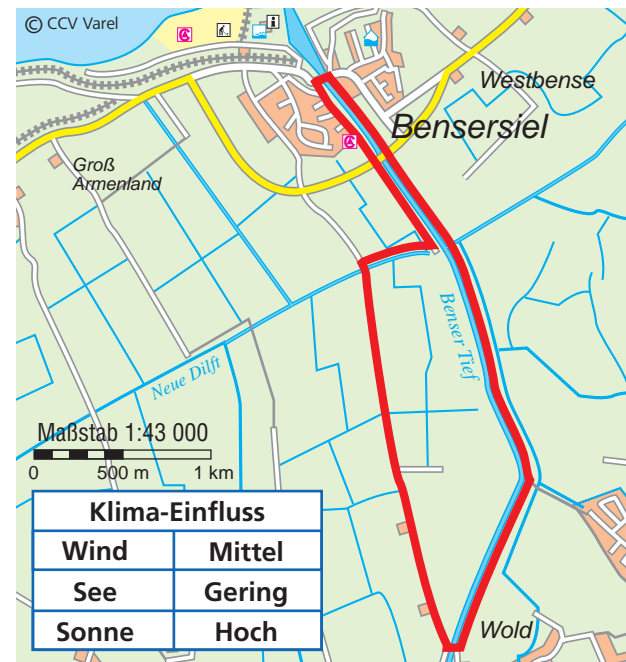 © CCV Varel
Westbense
Bensersiel
Groß
Armenland
Benser Tief
Neue Dilft
Maßstab 1:43 000
0 500 m 1 km
Klima-Einfluss
Wind Mittel
See Gering
Sonne Hoch
Wold